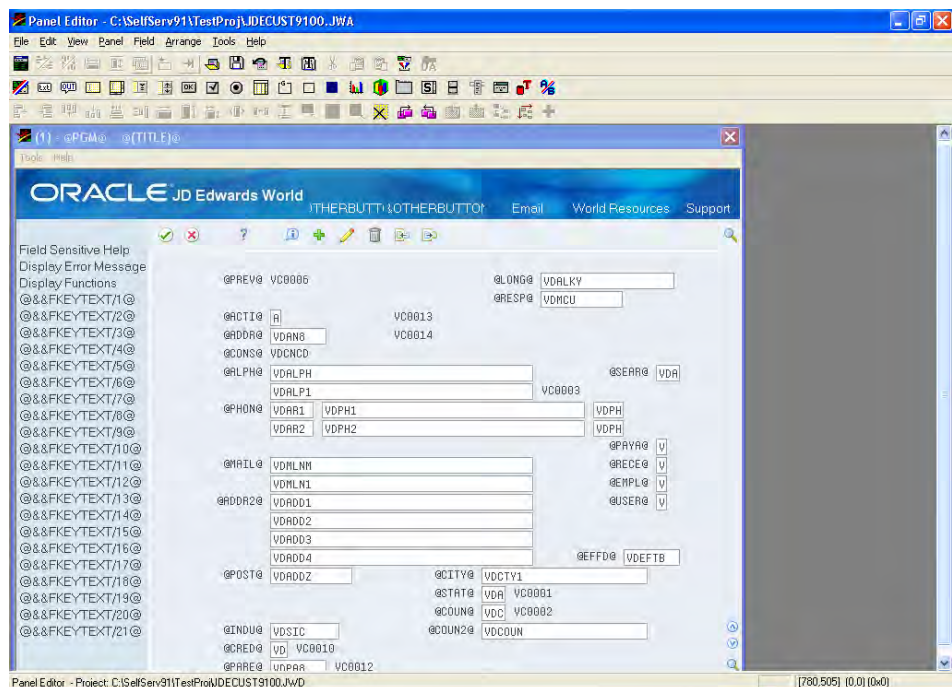 Panel Editor - C:\SelfServ91\TestProj\JDECUST9100.JWA
File Edit View Panel Field Arrange Tools Help
(1) - @PGM@ @(TITLE)@
Tools Help
ORACLE JD Edwards World
Email World Resources Support
Field Sensitive Help
Display Error Message
Display Functions
@&&FKEYTEXT/1@
@&&FKEYTEXT/2@
@&&FKEYTEXT/3@
@&&FKEYTEXT/4@
@&&FKEYTEXT/5@
@&&FKEYTEXT/6@
@&&FKEYTEXT/7@
@&&FKEYTEXT/8@
@&&FKEYTEXT/9@
@&&FKEYTEXT/10@
@&&FKEYTEXT/11@
@&&FKEYTEXT/12@
@&&FKEYTEXT/13@
@&&FKEYTEXT/14@
@&&FKEYTEXT/15@
@&&FKEYTEXT/16@
@&&FKEYTEXT/17@
@&&FKEYTEXT/18@
@&&FKEYTEXT/19@
@&&FKEYTEXT/20@
@&&FKEYTEXT/21@
@PREV@ VC0006 @LONG@ VDALKY
@RESP@ VDMCU
@ACTI@ A VC0013
@ADDR@ VDAN8 VC0014
@CONS@ VDCNCD
@ALPH@ VDALPH @SEAR@ VDA
VDALP1 VC0003
@PHON@ VDAR1 VDPH1 VDPH
VDAR2 VDPH2 VDPH
@PAYA@ V
@MAIL@ VDMLNM @RECE@ V
VDMLN1 @EMPL@ V
@ADDR2@ VDADD1 @USER@ V
VDADD2
VDADD3
VDADD4 @EFFD@ VDEFTB
@POST@ VDADDZ @CITY@ VDCTY1
@STAT@ VDA VC0001
@COUN@ VDC VC0002
@INDU@ VDSIC @COUN2@ VDCOUN
@CRED@ VD VC0010
@PARE@ VDPA8 VC0012
Panel Editor - Project: C:\SelfServ91\TestProj\JDECUST9100.JWD [780,505] (0,0) (0x0)